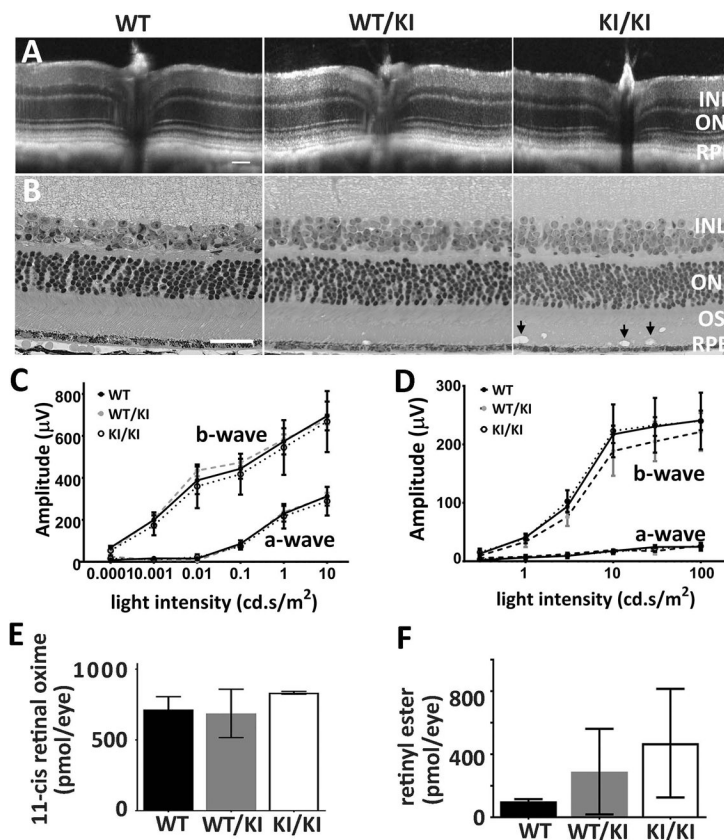 WT WT/KI KI/KI
A
INL
ON
RP
B
INL
ON
OS
RPE
C
800
600
400
200
0
Amplitude (μV)
WT
WT/KI
KI/KI
b-wave
a-wave
0.0001 0.001 0.01 0.1 1 10
light intensity (cd.s/m²)
D
300
200
100
0
Amplitude (μV)
WT
WT/KI
KI/KI
b-wave
a-wave
1 10 100
light intensity (cd.s/m²)
E
1000
500
0
11-cis retinal oxime
(pmol/eye)
WT WT/KI KI/KI
F
800
400
0
retinyl ester
(pmol/eye)
WT WT/KI KI/KI